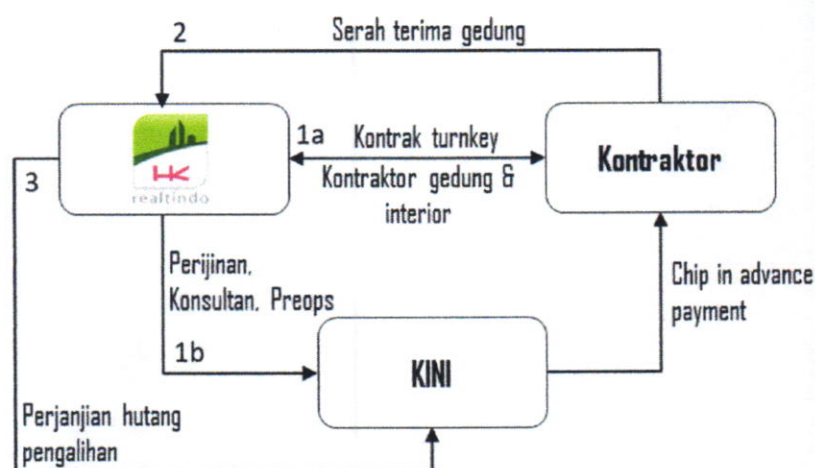 2
Serah terima gedung
HK
realtindo
1a
Kontrak turnkey
Kontraktor gedung &
interior
Kontraktor
3
Perijinan,
Konsultan, Preops
1b
KINI
Chip in advance
payment
Perjanjian hutang
pengalihan